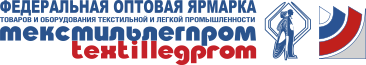 ФЕДЕРАЛЬНАЯ ОПТОВАЯ ЯРМАРКА
ТОВАРОВ И ОБОРУДОВАНИЯ ТЕКСТИЛЬНОЙ И ЛЕГКОЙ ПРОМЫШЛЕННОСТИ
текстильлегпром
textillegprom